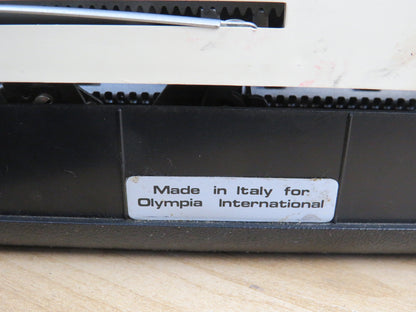 Made in Italy for
Olympia International